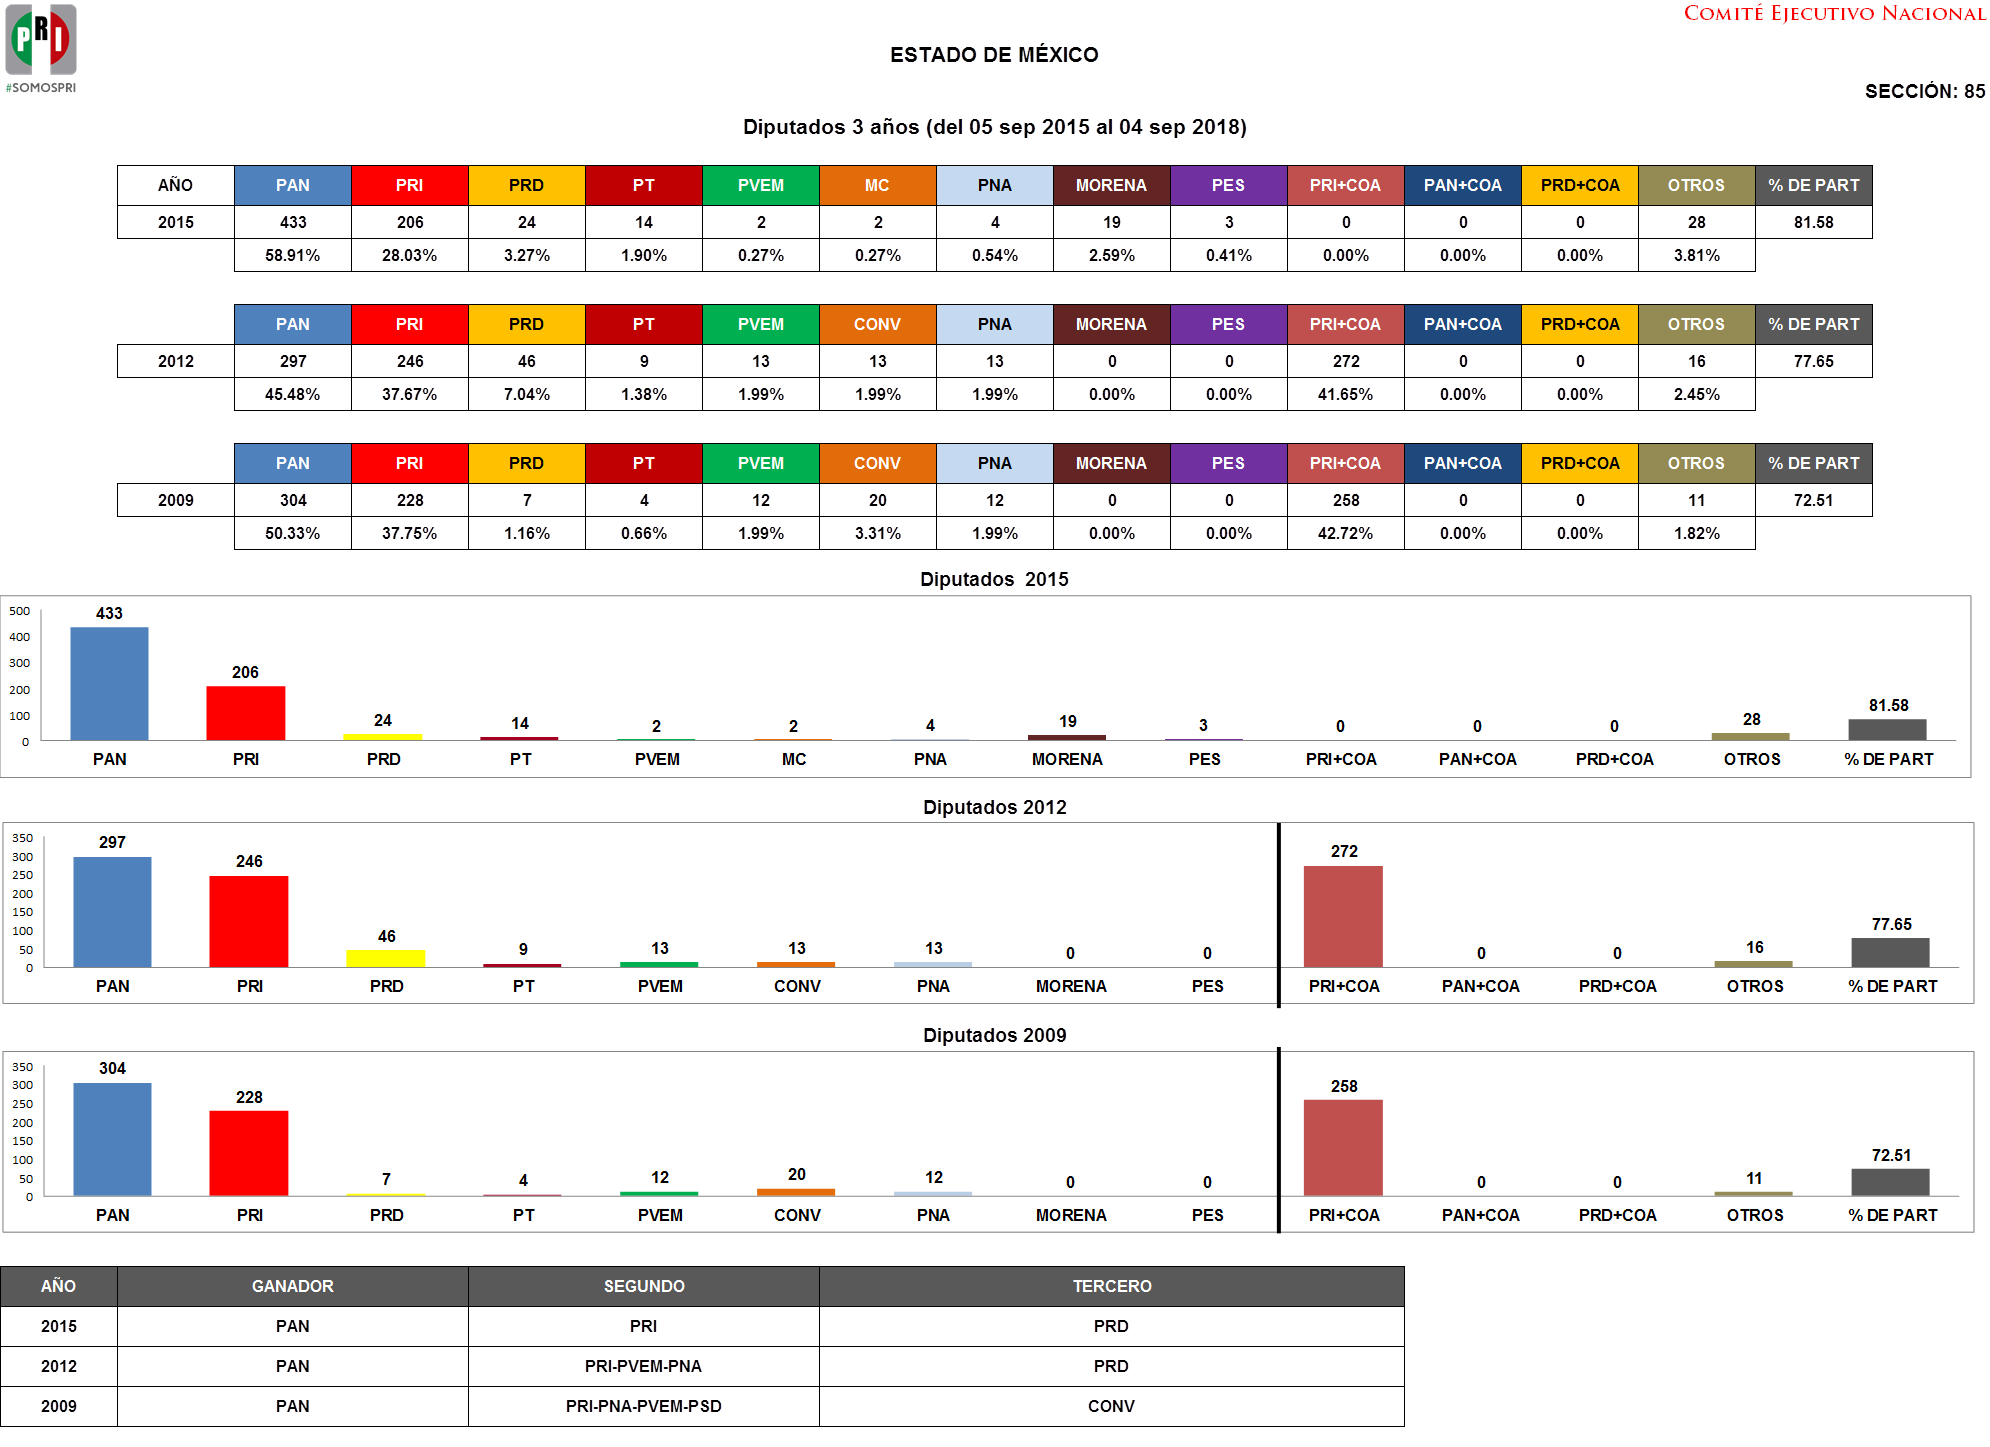 PRI
#SOMOSPRI
COMITÉ EJECUTIVO NACIONAL
ESTADO DE MÉXICO
SECCIÓN: 85
Diputados 3 años (del 05 sep 2015 al 04 sep 2018)
AÑO PAN PRI PRD PT PVEM MC PNA MORENA PES PRI+COA PAN+COA PRD+COA OTROS % DE PART
2015 433 206 24 14 2 2 4 19 3 0 0 0 28 81.58
58.91% 28.03% 3.27% 1.90% 0.27% 0.27% 0.54% 2.59% 0.41% 0.00% 0.00% 0.00% 3.81%
PAN PRI PRD PT PVEM CONV PNA MORENA PES PRI+COA PAN+COA PRD+COA OTROS % DE PART
2012 297 246 46 9 13 13 13 0 0 272 0 0 16 77.65
45.48% 37.67% 7.04% 1.38% 1.99% 1.99% 1.99% 0.00% 0.00% 41.65% 0.00% 0.00% 2.45%
PAN PRI PRD PT PVEM CONV PNA MORENA PES PRI+COA PAN+COA PRD+COA OTROS % DE PART
2009 304 228 7 4 12 20 12 0 0 258 0 0 11 72.51
50.33% 37.75% 1.16% 0.66% 1.99% 3.31% 1.99% 0.00% 0.00% 42.72% 0.00% 0.00% 1.82%
Diputados 2015
500
400
300
200
100
0
433 206 24 14 2 2 4 19 3 0 0 0 28 81.58
PAN PRI PRD PT PVEM MC PNA MORENA PES PRI+COA PAN+COA PRD+COA OTROS % DE PART
Diputados 2012
350
300
250
200
150
100
50
0
297 246 46 9 13 13 13 0 0 272 0 0 16 77.65
PAN PRI PRD PT PVEM CONV PNA MORENA PES PRI+COA PAN+COA PRD+COA OTROS % DE PART
Diputados 2009
350
300
250
200
150
100
50
0
304 228 7 4 12 20 12 0 0 258 0 0 11 72.51
PAN PRI PRD PT PVEM CONV PNA MORENA PES PRI+COA PAN+COA PRD+COA OTROS % DE PART
AÑO GANADOR SEGUNDO TERCERO
2015 PAN PRI PRD
2012 PAN PRI-PVEM-PNA PRD
2009 PAN PRI-PNA-PVEM-PSD CONV